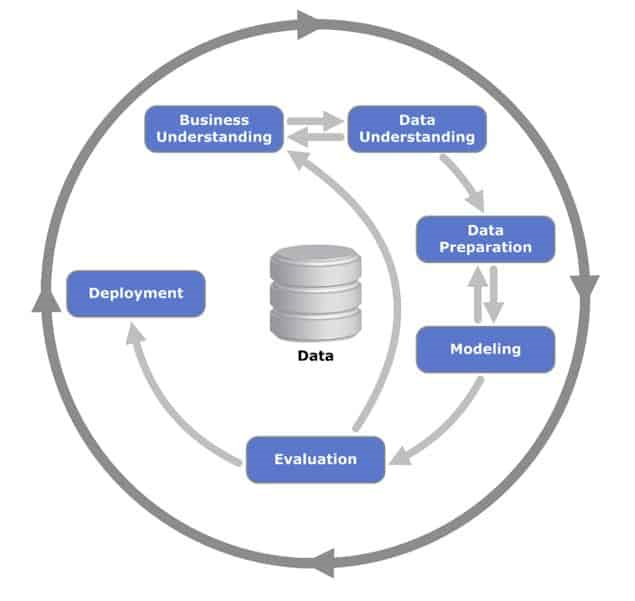 Business
Understanding
Data
Understanding
Data
Preparation
Deployment
Modeling
Data
Evaluation